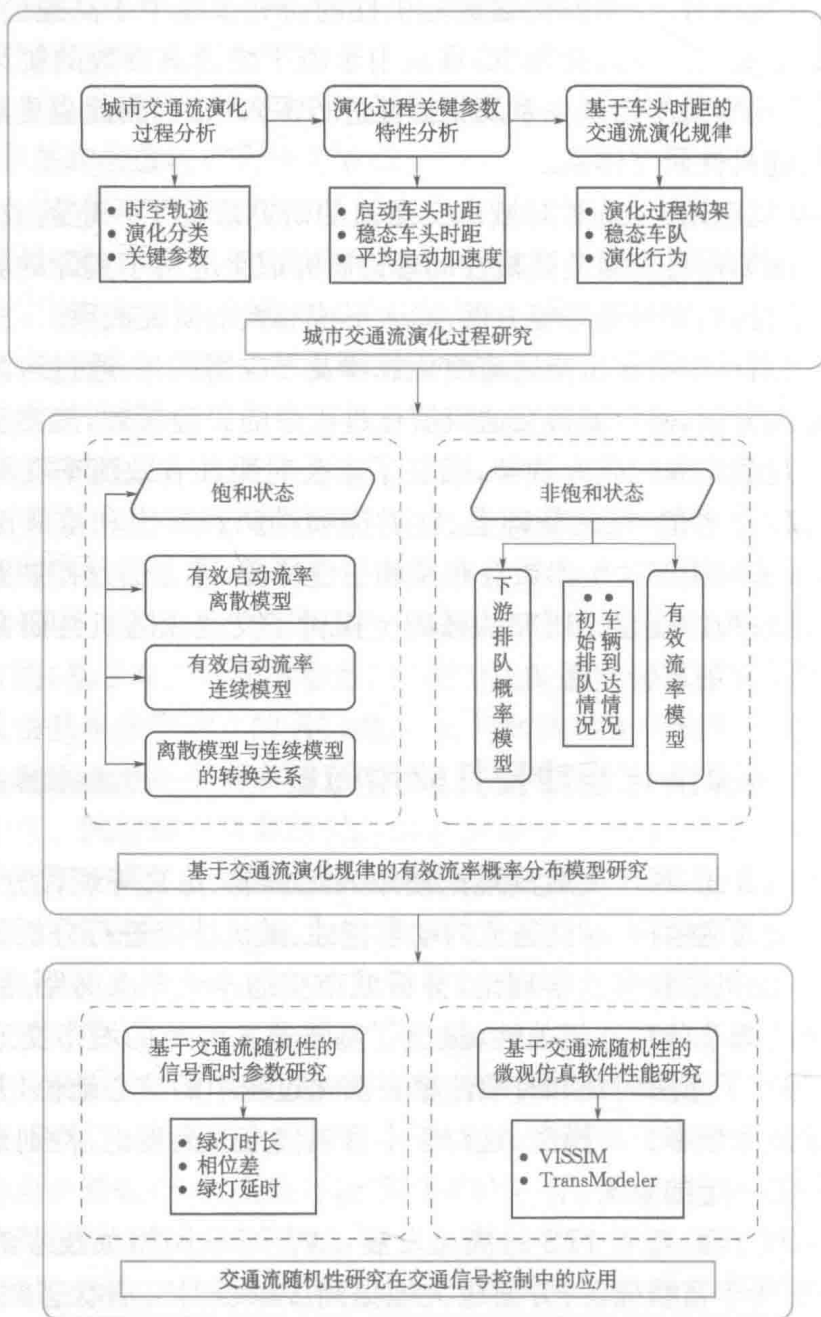 城市交通流演化
过程分析
演化过程关键参数
特性分析
基于车头时距的
交通流演化规律
• 时空轨迹
• 演化分类
• 关键参数
• 启动车头时距
• 稳态车头时距
• 平均启动加速度
• 演化过程构架
• 稳态车队
• 演化行为
城市交通流演化过程研究
饱和状态
有效启动流率
离散模型
有效启动流率
连续模型
离散模型与连续模型
的转换关系
非饱和状态
下游排队概率模型
• 车辆到达情况
• 初始排队情况
有效流率模型
基于交通流演化规律的有效流率概率分布模型研究
基于交通流随机性的
信号配时参数研究
• 绿灯时长
• 相位差
• 绿灯延时
基于交通流随机性的
微观仿真软件性能研究
• VISSIM
• TransModeler
交通流随机性研究在交通信号控制中的应用